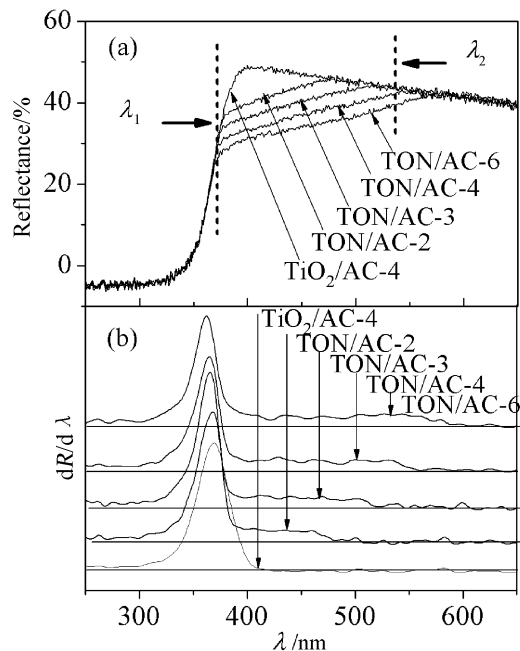 60
(a)
λ₂
40
λ₁
TON/AC-6
TON/AC-4
20
TON/AC-3
TON/AC-2
TiO₂/AC-4
0
Reflectance/%
(b)
TiO₂/AC-4
TON/AC-2
TON/AC-3
TON/AC-4
TON/AC-6
dR/d λ
300 400 500 600
λ /nm